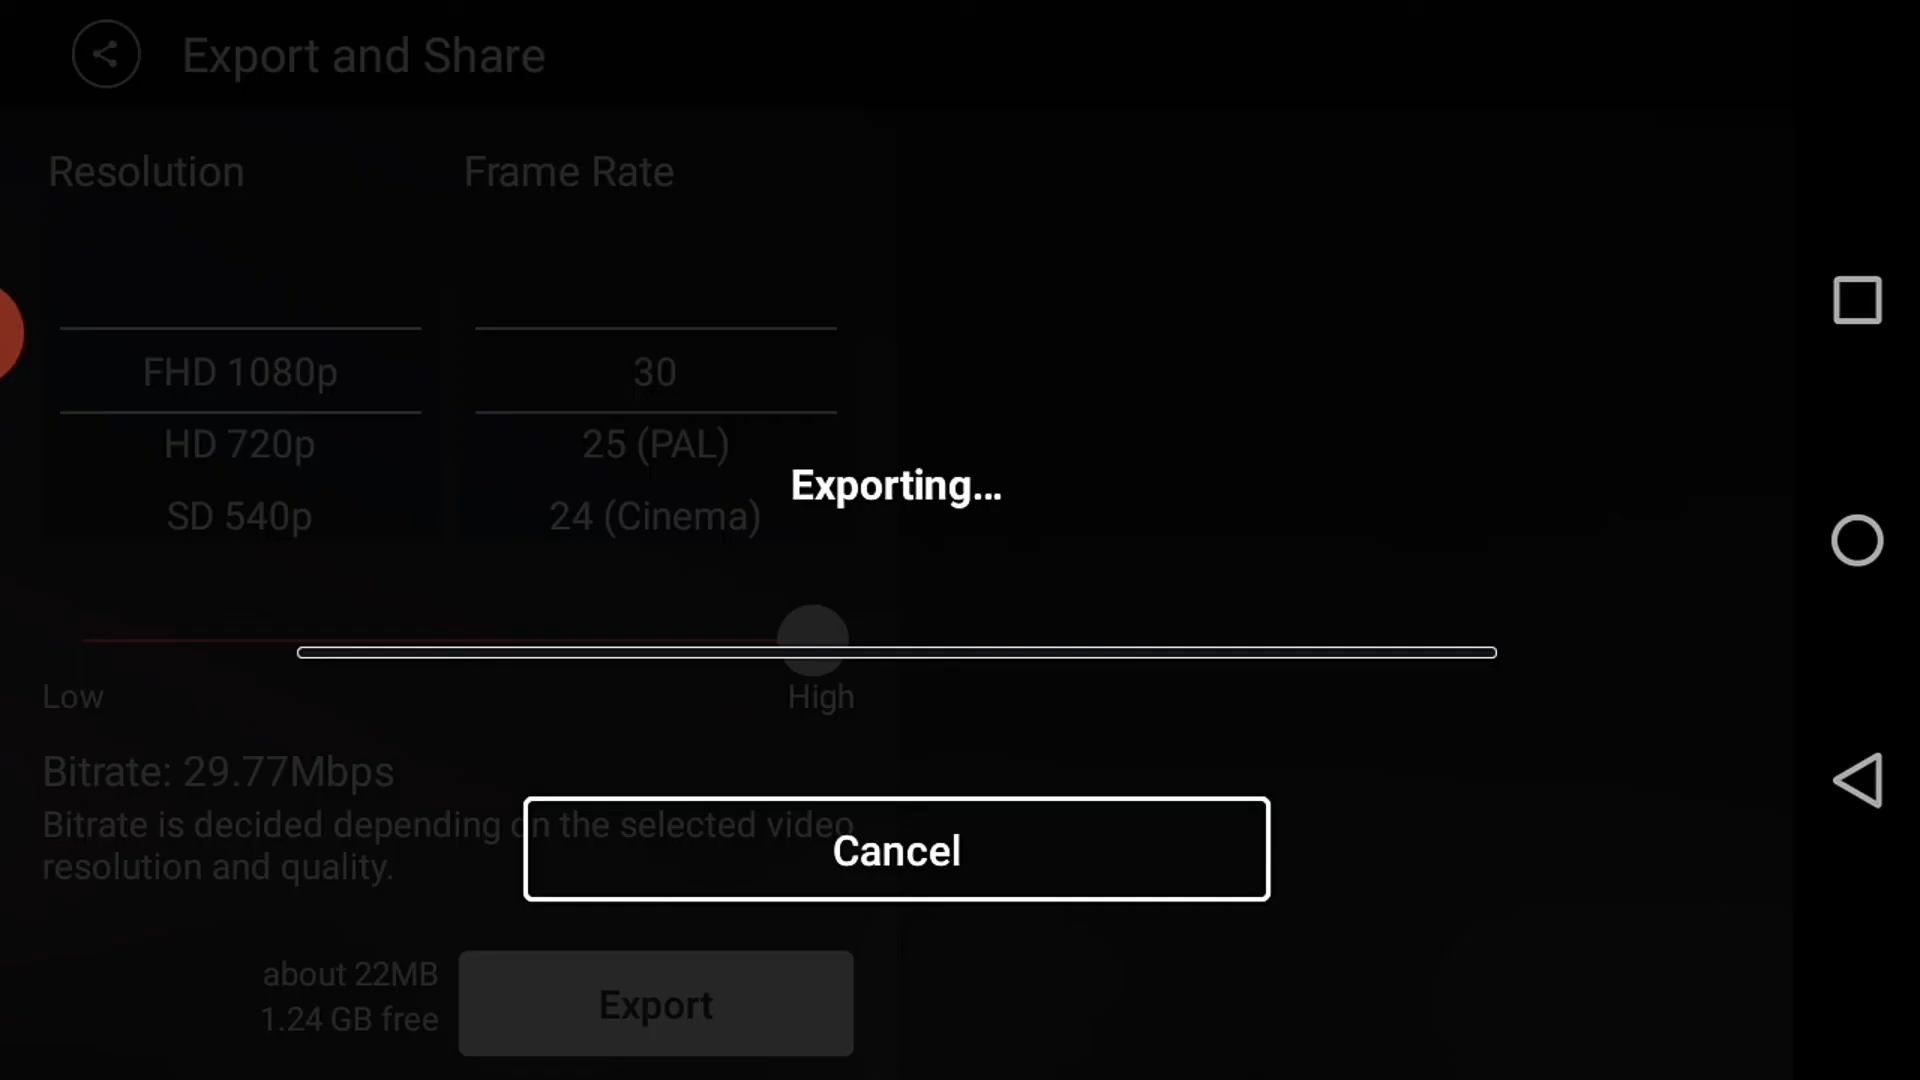 Export and Share
Resolution
Frame Rate
FHD 1080p
30
HD 720p
25 (PAL)
SD 540p
24 (Cinema)
Exporting...
Low
High
Bitrate: 29.77Mbps
Bitrate is decided depending on the selected video
resolution and quality.
Cancel
about 22MB
1.24 GB free
Export